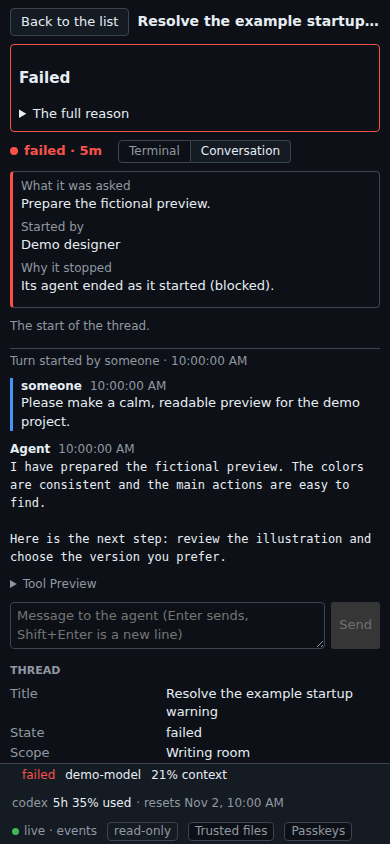 Back to the list
Resolve the example startup...
Failed
The full reason
failed · 5m
Terminal
Conversation
What it was asked
Prepare the fictional preview.
Started by
Demo designer
Why it stopped
Its agent ended as it started (blocked).
The start of the thread.
Turn started by someone · 10:00:00 AM
someone 10:00:00 AM
Please make a calm, readable preview for the demo
project.
Agent 10:00:00 AM
I have prepared the fictional preview. The colors
are consistent and the main actions are easy to
find.
Here is the next step: review the illustration and
choose the version you prefer.
Tool Preview
Message to the agent (Enter sends,
Shift+Enter is a new line)
Send
THREAD
Title Resolve the example startup
warning
State failed
Scope Writing room
failed demo-model 21% context
codex 5h 35% used · resets Nov 2, 10:00 AM
live · events read-only Trusted files Passkeys